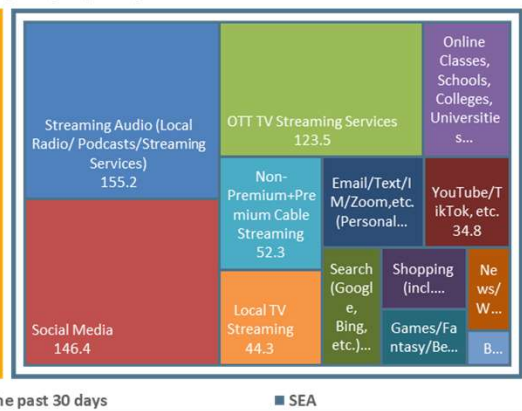 Streaming Audio (Local
Radio/ Podcasts/Streaming
Services)
155.2
Social Media
146.4
OTT TV Streaming Services
123.5
Non-
Premium+Pre
mium Cable
Streaming
52.3
Local TV
Streaming
44.3
Online
Classes,
Schools,
Colleges,
Universitie
s...
Email/Text/I
M/Zoom,etc.
(Personal...
YouTube/T
ikTok, etc.
34.8
Search
(Googl
e,
Bing,
etc.)...
Shopping
(incl....
Games/Fa
ntasy/Be...
Ne
ws/
W...
B...
ne past 30 days
SEA